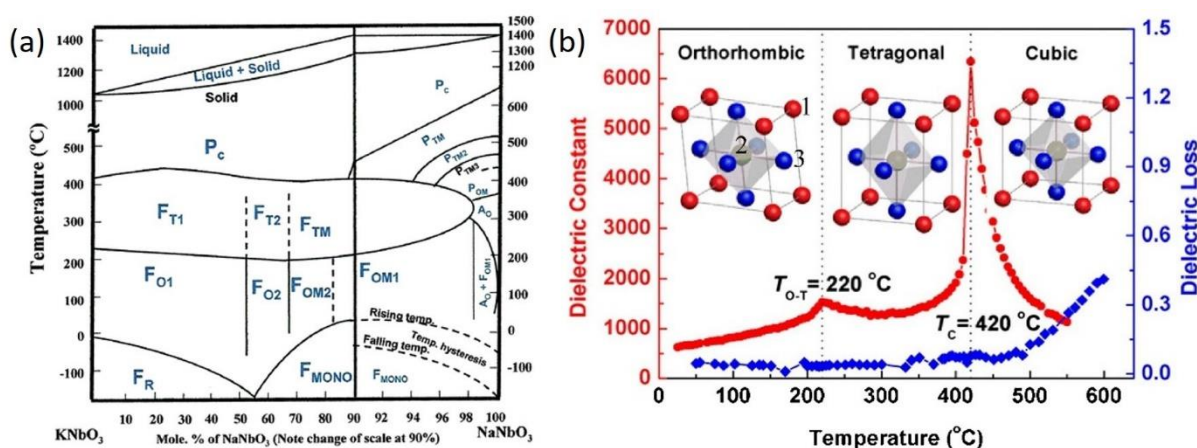 (a)
Temperature (ºC)
1400
1200
1000
500
400
300
200
100
0
-100
1500
1400
1300
1200
600
500
400
300
200
100
0
-100
Liquid
Liquid + Solid
Solid
P_C
P_C
P_TM
P_TM2
P_TM3
P_OM
A_O
A_O + F_OM1
F_T1
F_T2
F_TM
F_O1
F_O2
F_OM2
F_OM1
Rising temp.
Temp. hysteresis
Falling temp.
F_R
F_MONO
F_MONO
10 20 30 40 50 60 70 80 90 92 94 96 98 100
KNbO3 NaNbO3
Mole. % of NaNbO3 (Note change of scale at 90%)
(b)
Dielectric Constant
7000
6000
5000
4000
3000
2000
1000
0
Orthorhombic Tetragonal Cubic
1
2
3
T_O-T = 220 °C
T_C = 420 °C
1.5
1.2
0.9
0.6
0.3
0.0
Dielectric Loss
0 100 200 300 400 500 600
Temperature (°C)